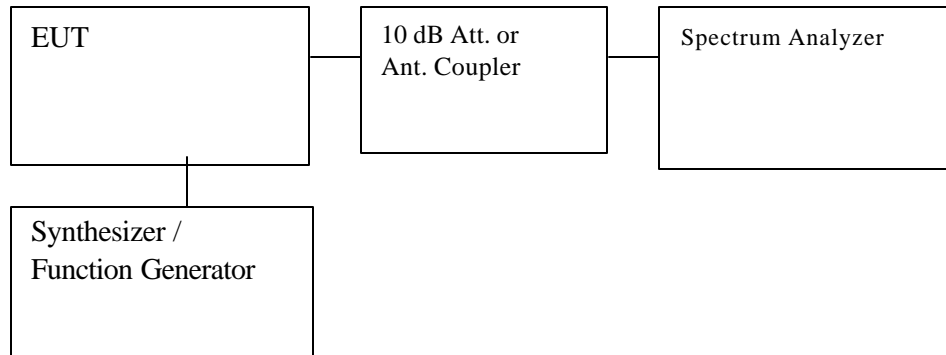 EUT
10 dB Att. or
Ant. Coupler
Spectrum Analyzer
Synthesizer /
Function Generator